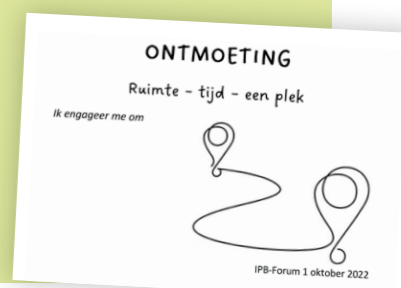 ONTMOETING
Ruimte - tijd - een plek
Ik engageer me om
IPB-Forum 1 oktober 2022